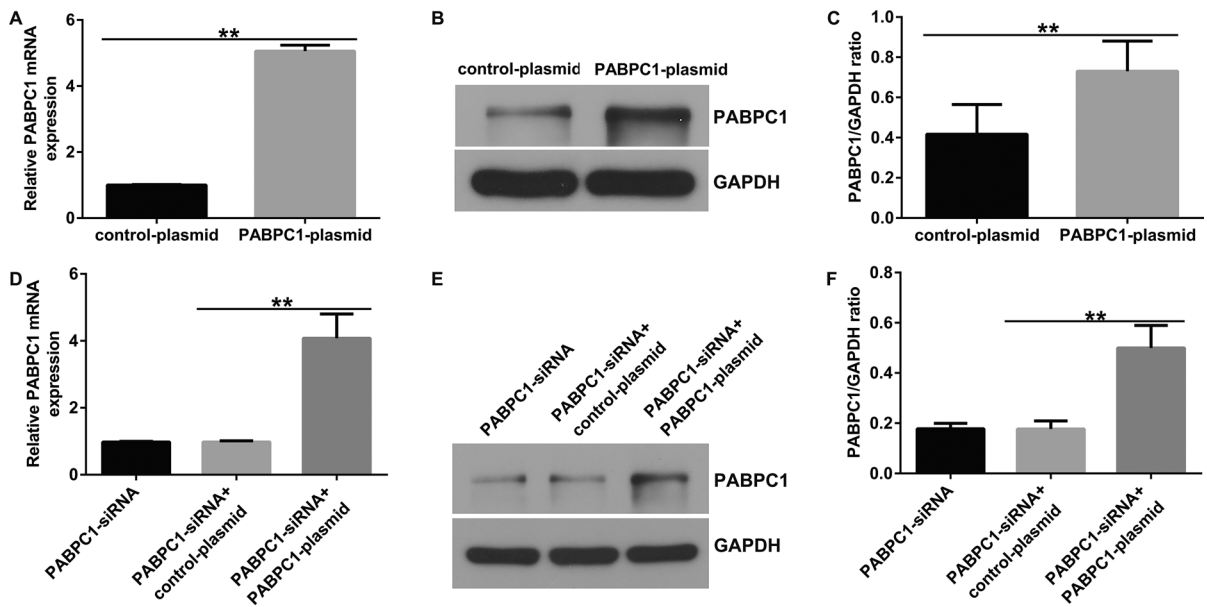 A
Relative PABPC1 mRNA
expression
6
4
2
0
**
control-plasmid
PABPC1-plasmid
B
control-plasmid PABPC1-plasmid
PABPC1
GAPDH
C
PABPC1/GAPDH ratio
1.0
0.8
0.6
0.4
0.2
0.0
**
control-plasmid
PABPC1-plasmid
D
Relative PABPC1 mRNA
expression
6
4
2
0
**
PABPC1-siRNA
PABPC1-siRNA+
control-plasmid
PABPC1-siRNA+
PABPC1-plasmid
E
PABPC1-siRNA
PABPC1-siRNA+
control-plasmid
PABPC1-siRNA+
PABPC1-plasmid
PABPC1
GAPDH
F
PABPC1/GAPDH ratio
0.8
0.6
0.4
0.2
0.0
**
PABPC1-siRNA
PABPC1-siRNA+
control-plasmid
PABPC1-siRNA+
PABPC1-plasmid